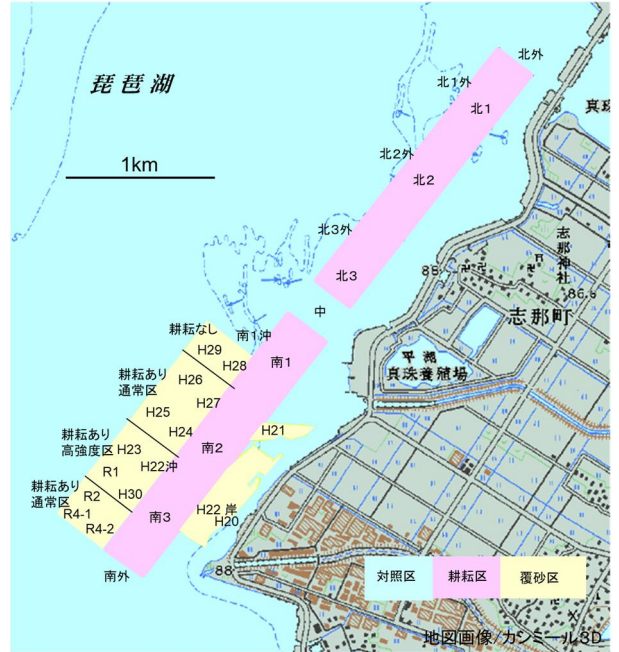 北外
琵琶湖
北1外
北1
真珠
1km
北2外
北2
北3外
志那神社
北3
88
86.6
中
志那町
耕耘なし
南1沖
H29
H28
南1
平湖
真珠養殖場
耕耘あり
通常区
H26
H27
H25
H24
H21
耕耘あり
高強度区
H23
南2
R1
H22沖
耕耘あり
通常区
R2
H30
H22 岸
R4-1
南3
H20
R4-2
南外
88
対照区
耕耘区
覆砂区
地図画像/カシミール3D